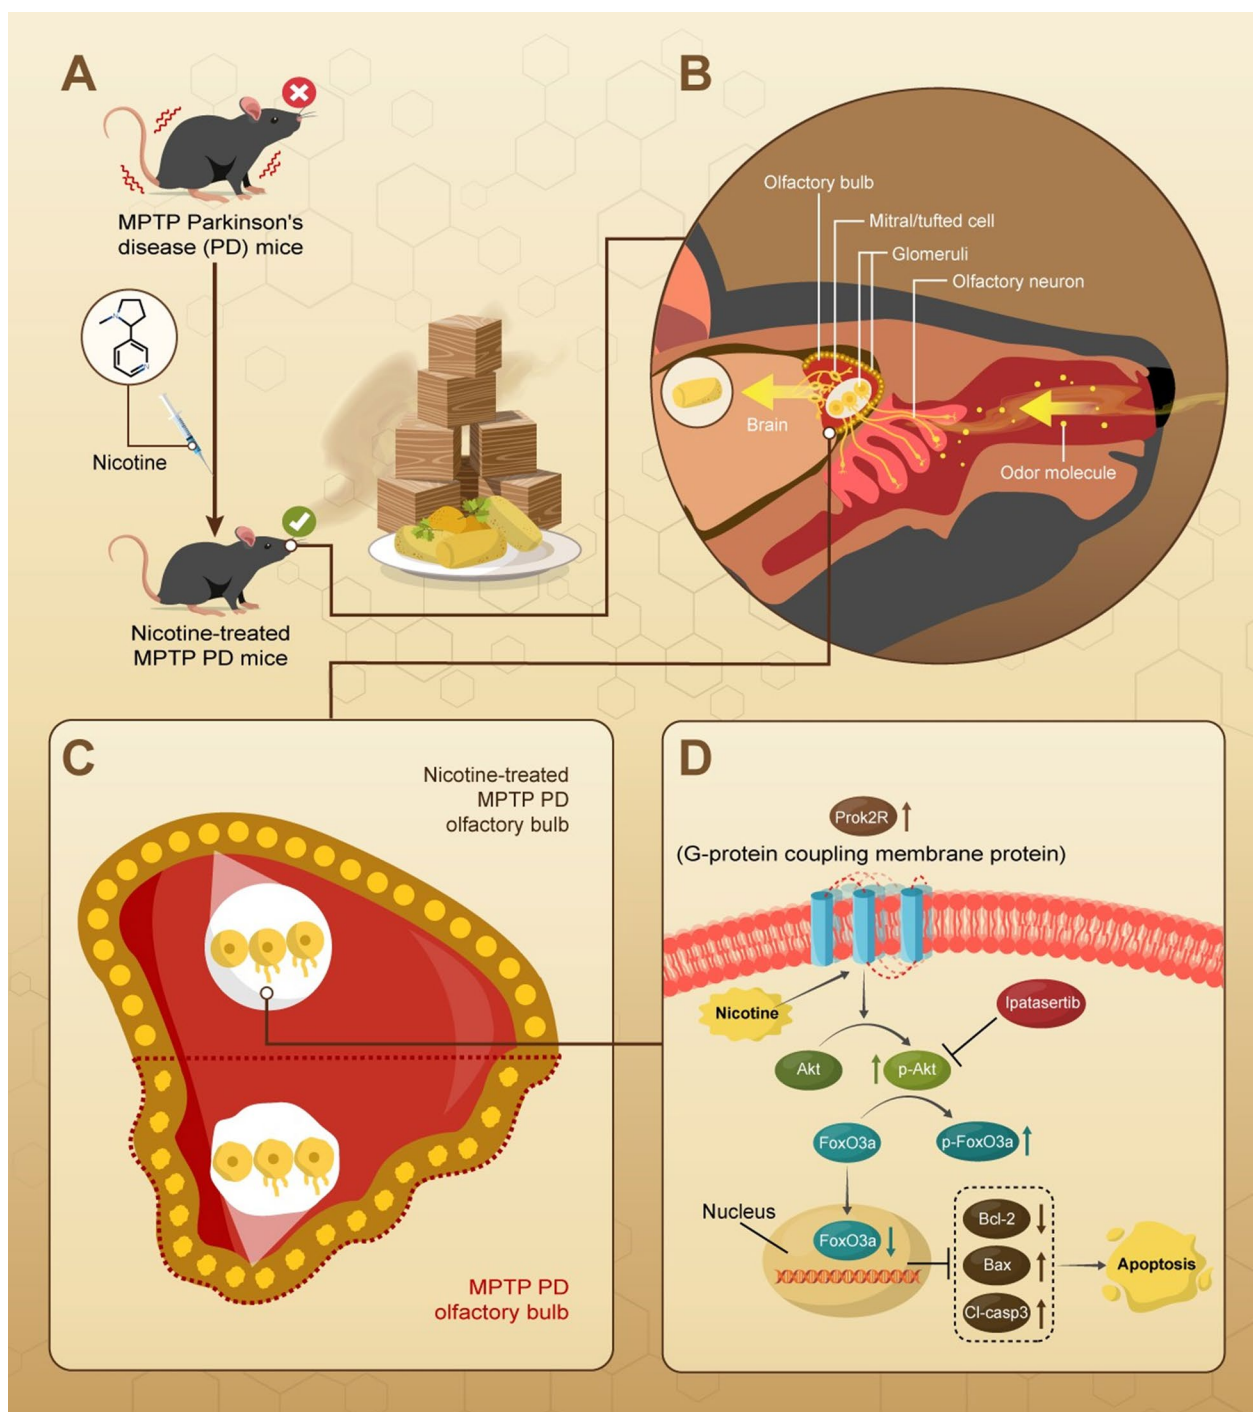 A
MPTP Parkinson's
disease (PD) mice
N
N
Nicotine
Nicotine-treated
MPTP PD mice
B
Olfactory bulb
Mitral/tufted cell
Glomeruli
Olfactory neuron
Brain
Odor molecule
C
Nicotine-treated
MPTP PD
olfactory bulb
MPTP PD
olfactory bulb
D
Prok2R
(G-protein coupling membrane protein)
Nicotine
Ipatasertib
Akt
p-Akt
FoxO3a
p-FoxO3a
Nucleus
FoxO3a
Bcl-2
Bax
Cl-casp3
Apoptosis